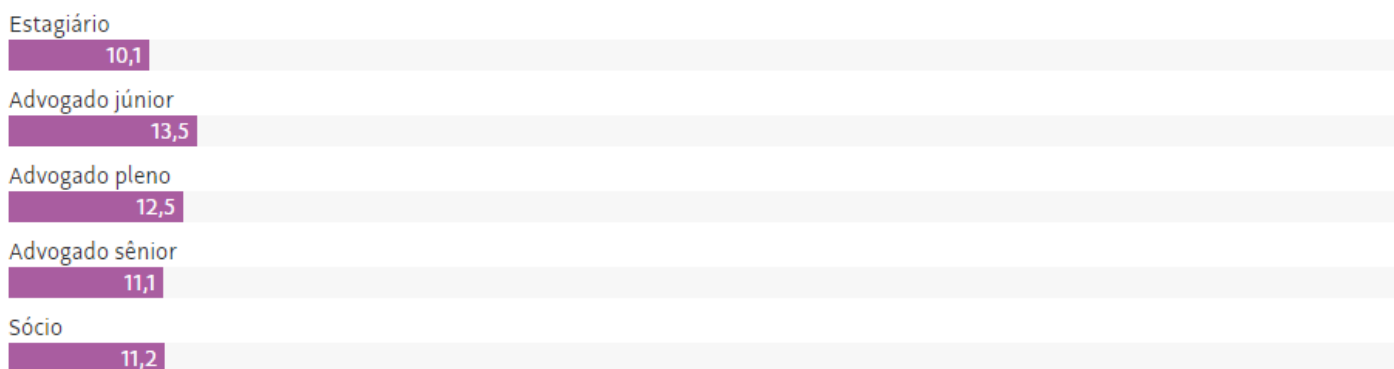 Estagiário
10,1
Advogado júnior
13,5
Advogado pleno
12,5
Advogado sênior
11,1
Sócio
11,2